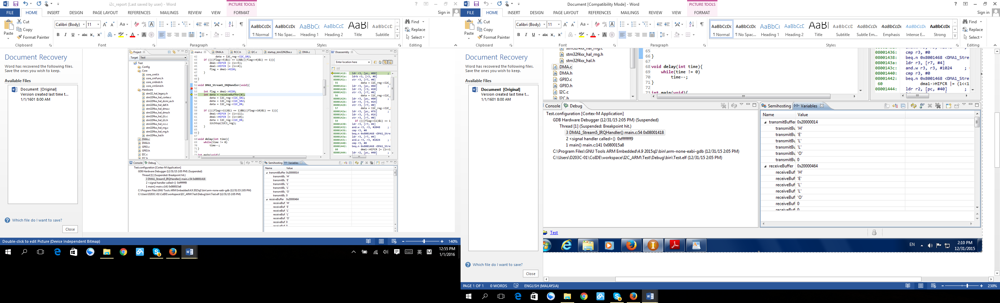 i2c_report (Last saved by user) - Word
PICTURE TOOLS
FILE HOME INSERT DESIGN PAGE LAYOUT REFERENCES MAILINGS REVIEW VIEW FORMAT
Sign in
Paste
Cut
Copy
Format Painter
Calibri (Body) 11
AaBbCcDc AaBbCcDc AaBbCc AaBbCcD AaBl AaBbCcD
¶ Normal ¶ No Spac... Heading 1 Heading 2 Title Subtitle
Find
Replace
Select
Clipboard Font Paragraph Styles Editing
Document Recovery
Word has recovered the following files.
Save the ones you wish to keep.
Available Files
Document [Original]
Version created last time t...
1/1/1601 8:00 AM
Which file do I want to save?
Close
Project
Target Test
Test
Config
Core
core_cm4.h
core_cmFunc.h
core_cmInstr.h
core_cmSimd.h
Hardware
stm32_hal_legacy.h
stm32f4xx_hal_cortex.c
stm32f4xx_hal_dcmi_ex.h
stm32f4xx_hal_def.h
stm32f4xx_hal_dma.c
stm32f4xx_hal_dma.h
stm32f4xx_hal_i2c.c
stm32f4xx_hal_i2c.h
stm32f4xx_hal_rcc.c
stm32f4xx_hal_rng.c
stm32f4xx_hal_rng.h
stm32f4xx_hal.h
DMA.c
DMA.h
GPIO.c
GPIO.h
I2C.c
I2C.h
main.c DMA.h RCC.h I2C.c startup_stm32f429xx.s DMA.c
42 data = I2C_reg->I2C_SR2;
43 if ((((flag>>5)&1) == 1)&&(((flag>>4)&1) == 1)){
44 dma1->HIFCR |= (1<<5);
45 dma1->HIFCR |= (1<<4);
46 flag = dma1->HISR;
47 }
48
49 }
50
51 void DMA1_Stream5_IRQHandler(void){
53 int flag = dma1->HISR;
54 int data = receiveBuffer[0];
55 data = I2C_reg->I2C_SR1;
56 data = I2C_reg->I2C_SR2;
57 data = I2C_reg->I2C_DR;
58
59 if ((((flag>>11)&1) == 1)&&(((flag>>10)&1) == 1)){
60 dma1->HIFCR |= (1<<11);
61 dma1->HIFCR |= (1<<10);
62 data = I2C_reg->I2C_DR;
63 i2cStop(I2C3_reg);
64 }
65
66 }
67
68 void delay(int time){
69 while(time != 0)
70 time--;
71 }
72
73 int main(void){
Disassembly
Enter location here
08001418: ldr r3, [pc, #88] ;
0800141a: ldrb r3, [r3, #0]
0800141c: str r3, [r7, #0]
55 data = I2C_reg->I2C_
0800141e: ldr r3, [pc, #88] ;
08001420: ldr r3, [r3, #20]
08001422: str r3, [r7, #0]
56 data = I2C_reg->I2C_
08001424: ldr r3, [pc, #80] ;
08001426: ldr r3, [r3, #24]
08001428: str r3, [r7, #0]
57 data = I2C_reg->I2C_
0800142a: ldr r3, [pc, #76] ;
0800142c: ldr r3, [r3, #16]
0800142e: str r3, [r7, #0]
59 if ((((flag>>11)&1) == 1
08001430: ldr r3, [r7, #4]
08001432: and.w r3, r3, #2048 ;
08001436: cmp r3, #0
08001438: beq.n 0x8001468 <DMA1_Stre
0800143a: ldr r3, [r7, #4]
0800143c: and.w r3, r3, #1024 ;
08001440: cmp r3, #0
08001442: beq.n 0x8001468 <DMA1_Stre
60 dma1->HIFCR |= (1<<1
08001444: ldr r2, [pc, #40] ;
Console Debug
Test.configuration [Cortex-M Application]
GDB Hardware Debugger (12/31/15 2:05 PM) (Suspended)
Thread [1] (Suspended: Breakpoint hit.)
3 DMA1_Stream5_IRQHandler() main.c:54 0x08001418
2 <signal handler called>() 0xfffffff9
1 main() main.c:141 0x080015a8
C:\Program Files\GNU Tools ARM Embedded\4.9 2015q1\bin\arm-none-eabi-gdb (12/31/15 2:05 PM)
C:\Users\D203C-01\CoIDE\workspace\I2C_ARM\Test\Debug\bin\Test.elf (12/31/15 2:05 PM)
Semihosting Variables
Name Value
transmitBuffer 0x20000014
transmitBu 'H'
transmitBu 'E'
transmitBu 'L'
transmitBu 'L'
transmitBu 'O'
transmitBu 0
receiveBuffer 0x20000464
receiveBuf 'H'
receiveBuf 'E'
receiveBuf 'L'
receiveBuf 'L'
receiveBuf 'O'
receiveBuf 0
receiveBuf 0
Double-click to edit Picture (Device Independent Bitmap)
140%
12:55 PM
1/1/2016
Document [Compatibility Mode] - Word
PICTURE TOOLS
FILE HOME INSERT DESIGN PAGE LAYOUT REFERENCES MAILINGS REVIEW VIEW FORMAT
Sign in
Paste
Cut
Copy
Format Painter
Calibri (Body) 11
AaBbCcDc AaBbCcDc AaBbCc AaBbCcD AaBl AaBbCcD AaBbCcDc AaBbCcDc AaBbCcDc AaBbCcDc
¶ Normal ¶ No Spac... Heading 1 Heading 2 Title Subtitle Subtle Em... Emphasis Intense E... Strong
Find
Replace
Select
Clipboard Font Paragraph Styles Editing
Document Recovery
Word has recovered the following files.
Save the ones you wish to keep.
Available Files
Document [Original]
Version created last time t...
1/1/1601 8:00 AM
Which file do I want to save?
Close
stm32f4xx_hal_rng.c
stm32f4xx_hal_rng.h
stm32f4xx_hal.h
DMA.c
DMA.h
GPIO.c
GPIO.h
I2C.c
I2C.h
65
66 }
67
68 void delay(int time){
69 while(time != 0)
70 time--;
71 }
72
73 int main(void){
08001436: cmp r3, #0
08001438: beq.n 0x8001468 <DMA1_Stre
0800143a: ldr r3, [r7, #4]
0800143c: and.w r3, r3, #1024 ;
08001440: cmp r3, #0
08001442: beq.n 0x8001468 <DMA1_Stre
60 dma1->HIFCR |= (1<<1
08001444: ldr r2, [pc, #40] ;
Console Debug
Test.configuration [Cortex-M Application]
GDB Hardware Debugger (12/31/15 2:05 PM) (Suspended)
Thread [1] (Suspended: Breakpoint hit.)
3 DMA1_Stream5_IRQHandler() main.c:54 0x08001418
2 <signal handler called>() 0xfffffff9
1 main() main.c:141 0x080015a8
C:\Program Files\GNU Tools ARM Embedded\4.9 2015q1\bin\arm-none-eabi-gdb (12/31/15 2:05 PM)
C:\Users\D203C-01\CoIDE\workspace\I2C_ARM\Test\Debug\bin\Test.elf (12/31/15 2:05 PM)
Semihosting Variables
Name Value
transmitBuffer 0x20000014
transmitBu 'H'
transmitBu 'E'
transmitBu 'L'
transmitBu 'L'
transmitBu 'O'
transmitBu 0
receiveBuffer 0x20000464
receiveBuf 'H'
receiveBuf 'E'
receiveBuf 'L'
receiveBuf 'L'
receiveBuf 'O'
receiveBuf 0
receiveBuf 0
Test
EN
2:10 PM
12/31/2015
PAGE 1 OF 1 0 WORDS ENGLISH (MALAYSIA)
230%